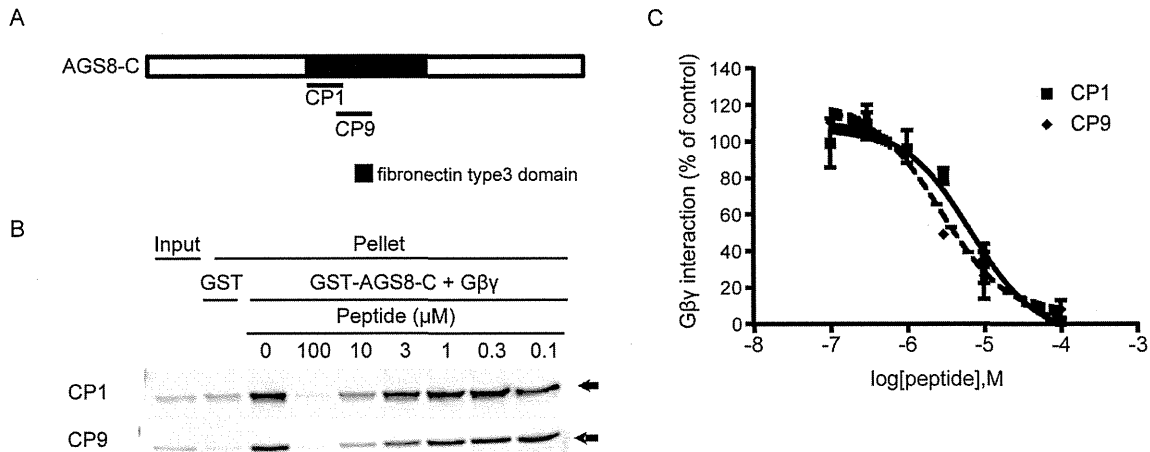 A
AGS8-C
CP1
CP9
fibronectin type3 domain
B
Input
Pellet
GST
GST-AGS8-C + Gβγ
Peptide (μM)
0 100 10 3 1 0.3 0.1
CP1
CP9
C
Gβγ interaction (% of control)
140
120
100
80
60
40
20
0
-8 -7 -6 -5 -4 -3
log[peptide],M
CP1
CP9